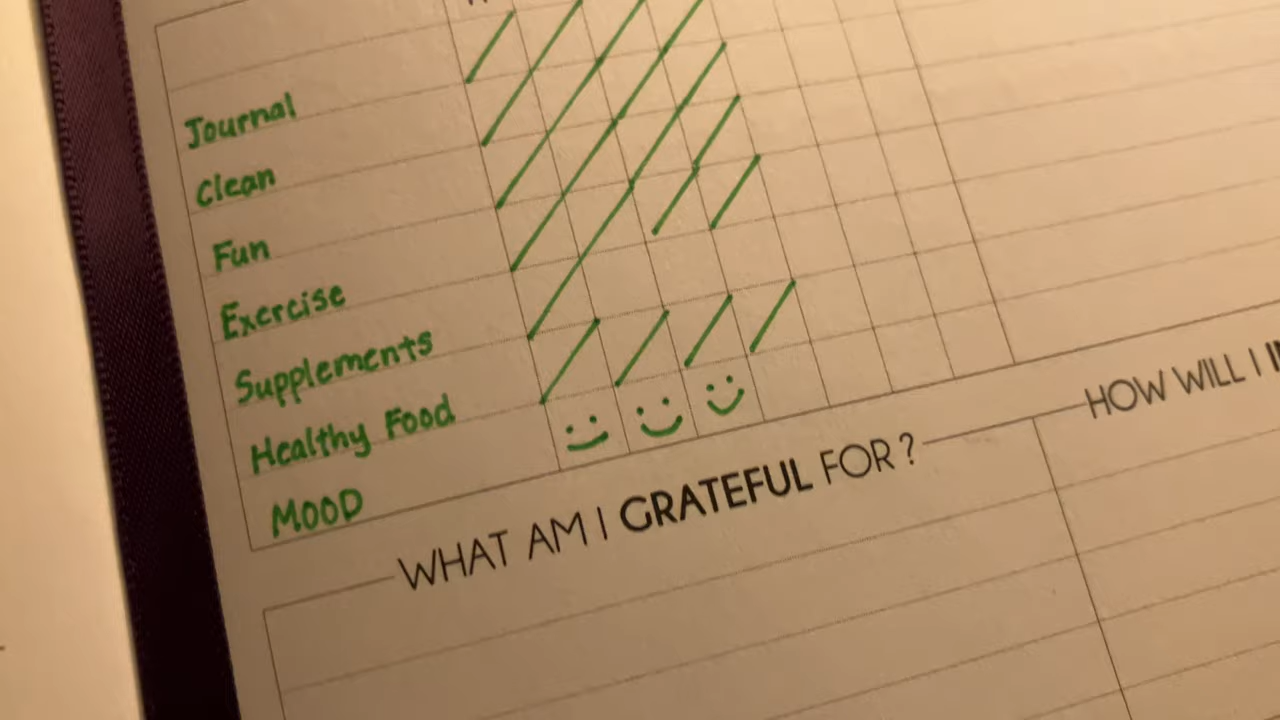 Journal
Clean
Fun
Exercise
Supplements
Healthy Food
MOOD
WHAT AM I GRATEFUL FOR?
HOW WILL I